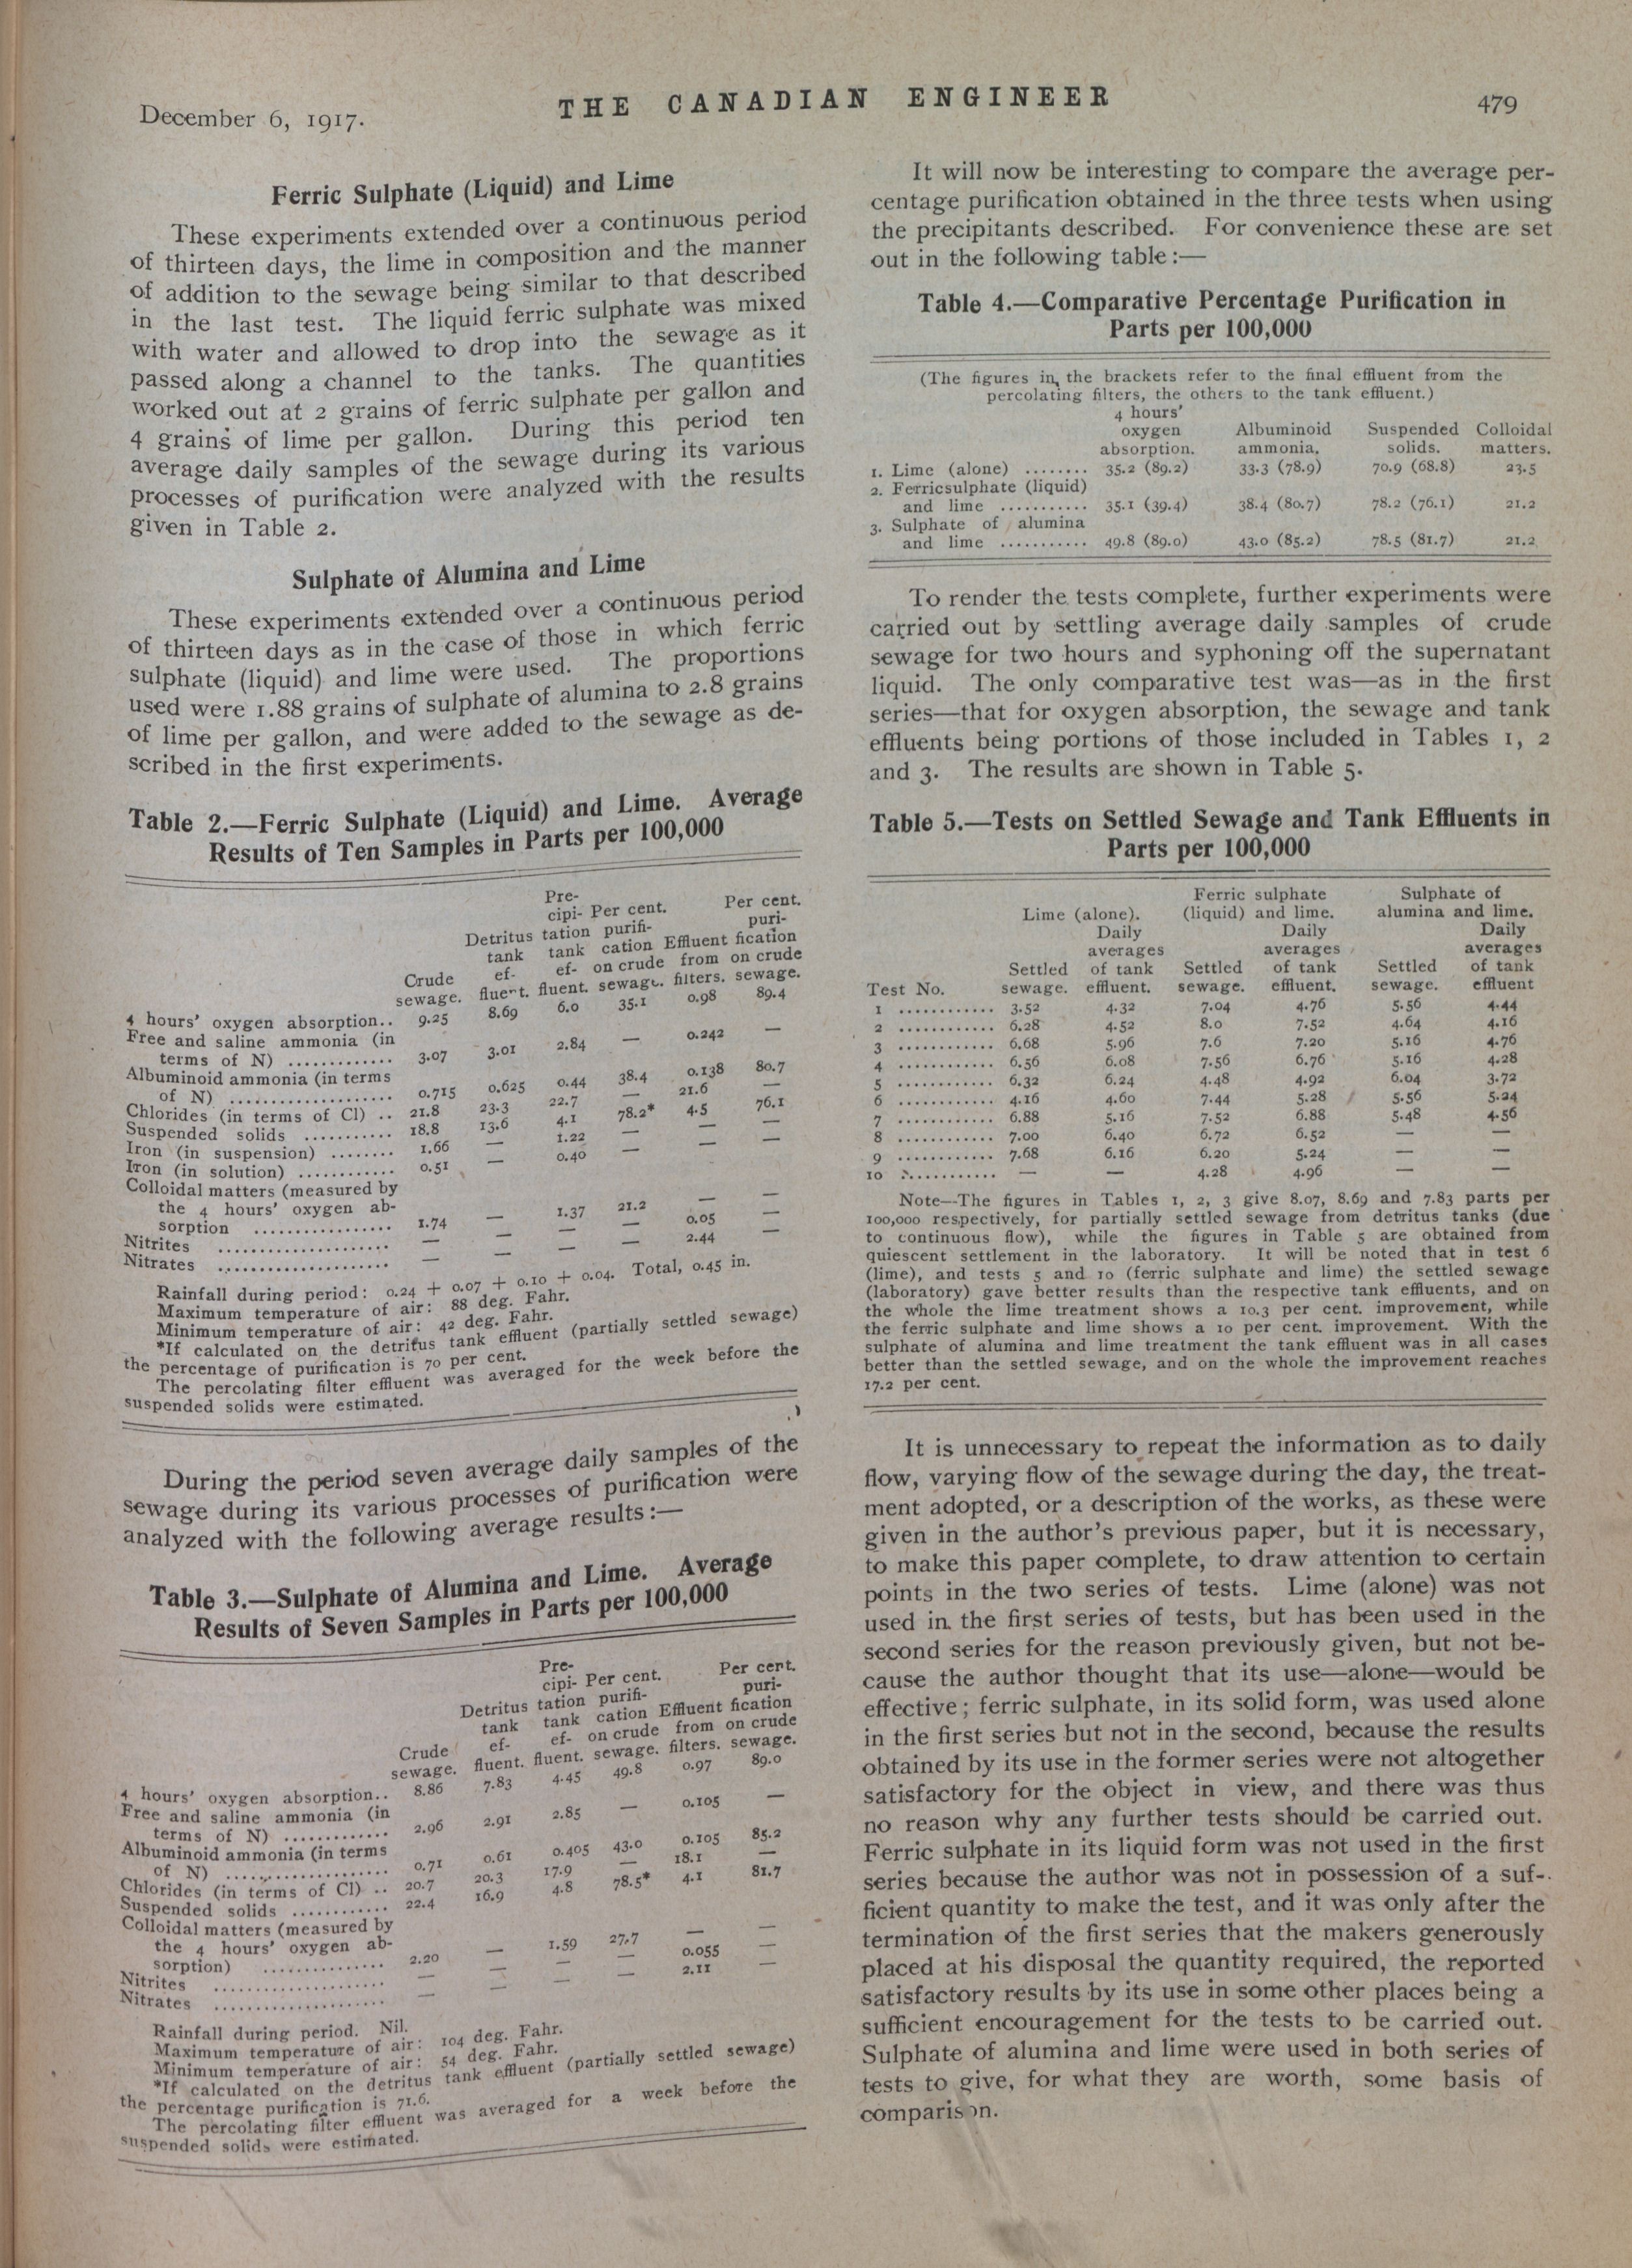 December 6, 1917.
THE CANADIAN ENGINEER
479
Ferric Sulphate (Liquid) and Lime
These experiments extended over a continuous period
of thirteen days, the lime in composition and the manner
of addition to the sewage being similar to that described
in the last test. The liquid ferric sulphate was mixed
with water and allowed to drop into the sewage as it
passed along a channel to the tanks. The quantities
worked out at 2 grains of ferric sulphate per gallon and
4 grains of lime per gallon. During this period ten
average daily samples of the sewage during its various
processes of purification were analyzed with the results
given in Table 2.
Sulphate of Alumina and Lime
These experiments extended over a continuous period
of thirteen days as in the case of those in which ferric
sulphate (liquid) and lime were used. The proportions
used were 1.88 grains of sulphate of alumina to 2.8 grains
of lime per gallon, and were added to the sewage as de-
scribed in the first experiments.
Table 2.—Ferric Sulphate (Liquid) and Lime. Average
Results of Ten Samples in Parts per 100,000
Pre-
cipi- Per cent. Per cent.
Detritus tation purifi- puri-
tank tank cation Effluent fication
Crude ef- ef- on crude from on crude
sewage. fluent. fluent. sewage. filters. sewage.
4 hours' oxygen absorption.. 9.25 8.69 6.0 35.1 0.98 89.4
Free and saline ammonia (in
terms of N) ............. 3.07 3.01 2.84 — 0.242 —
Albuminoid ammonia (in terms
of N) .................... 0.715 0.625 0.44 38.4 0.138 80.7
Chlorides (in terms of Cl) .. 21.8 23.3 22.7 — 21.6 —
Suspended solids ........... 18.8 13.6 4.1 78.2* 4.5 76.1
Iron (in suspension) ........ 1.66 — 1.22 — — —
Iron (in solution) ............ 0.51 — 0.40 — — —
Colloidal matters (measured by
the 4 hours' oxygen ab-
sorption ................. 1.74 — 1.37 21.2 — —
Nitrites ..................... — — — — 0.05 —
Nitrates ..................... — — — — 2.44 —
Rainfall during period: 0.24 + 0.07 + 0.10 + 0.04. Total, 0.45 in.
Maximum temperature of air: 88 deg. Fahr.
Minimum temperature of air: 42 deg. Fahr.
*If calculated on the detritus tank effluent (partially settled sewage)
the percentage of purification is 70 per cent.
The percolating filter effluent was averaged for the week before the
suspended solids were estimated.
During the period seven average daily samples of the
sewage during its various processes of purification were
analyzed with the following average results:—
Table 3.—Sulphate of Alumina and Lime. Average
Results of Seven Samples in Parts per 100,000
Pre-
cipi- Per cent. Per cent.
Detritus tation purifi- puri-
tank tank cation Effluent fication
Crude ef- ef- on crude from on crude
sewage. fluent. fluent. sewage. filters. sewage.
4 hours' oxygen absorption.. 8.86 7.83 4.45 49.8 0.97 89.0
Free and saline ammonia (in
terms of N) ............. 2.96 2.91 2.85 — 0.105 —
Albuminoid ammonia (in terms
of N) .................... 0.71 0.61 0.405 43.0 0.105 85.2
Chlorides (in terms of Cl) .. 20.7 20.3 17.9 — 18.1 —
Suspended solids ............ 22.4 16.9 4.8 78.5* 4.1 81.7
Colloidal matters (measured by
the 4 hours' oxygen ab-
sorption) ............... 2.20 — 1.59 27.7 — —
Nitrites ..................... — — — — 0.055 —
Nitrates ..................... — — — — 2.11 —
Rainfall during period. Nil.
Maximum temperature of air: 104 deg. Fahr.
Minimum temperature of air: 54 deg. Fahr.
*If calculated on the detritus tank effluent (partially settled sewage)
the percentage purification is 71.6.
The percolating filter effluent was averaged for a week before the
suspended solids were estimated.
It will now be interesting to compare the average per-
centage purification obtained in the three tests when using
the precipitants described. For convenience these are set
out in the following table:—
Table 4.—Comparative Percentage Purification in
Parts per 100,000
(The figures in the brackets refer to the final effluent from the
percolating filters, the others to the tank effluent.)
4 hours'
oxygen Albuminoid Suspended Colloidal
absorption. ammonia. solids. matters.
1. Lime (alone) ........ 35.2 (89.2) 33.3 (78.9) 70.9 (68.8) 23.5
2. Ferricsulphate (liquid)
and lime ........... 35.1 (39.4) 38.4 (80.7) 78.2 (76.1) 21.2
3. Sulphate of alumina
and lime ........... 49.8 (89.0) 43.0 (85.2) 78.5 (81.7) 21.2
To render the tests complete, further experiments were
carried out by settling average daily samples of crude
sewage for two hours and syphoning off the supernatant
liquid. The only comparative test was—as in the first
series—that for oxygen absorption, the sewage and tank
effluents being portions of those included in Tables 1, 2
and 3. The results are shown in Table 5.
Table 5.—Tests on Settled Sewage and Tank Effluents in
Parts per 100,000
Ferric sulphate Sulphate of
Lime (alone). (liquid) and lime. alumina and lime.
Daily Daily Daily
averages averages averages
Settled of tank Settled of tank Settled of tank
Test No. sewage. effluent. sewage. effluent. sewage. effluent
1 ............ 3.52 4.32 7.04 4.76 5.56 4.44
2 ............ 6.28 4.52 8.0 7.52 4.64 4.16
3 ............ 6.68 5.96 7.6 7.20 5.16 4.76
4 ............ 6.56 6.08 7.56 6.76 5.16 4.28
5 ............ 6.32 6.24 4.48 4.92 6.04 3.72
6 ............ 4.16 4.60 7.44 5.28 5.56 5.24
7 ............ 6.88 5.16 7.52 6.88 5.48 4.56
8 ............ 7.00 6.40 6.72 6.52 — —
9 ............ 7.68 6.16 6.20 5.24 — —
10 ............ — — 4.28 4.96 — —
Note—The figures in Tables 1, 2, 3 give 8.07, 8.69 and 7.83 parts per
100,000 respectively, for partially settled sewage from detritus tanks (due
to continuous flow), while the figures in Table 5 are obtained from
quiescent settlement in the laboratory. It will be noted that in test 6
(lime), and tests 5 and 10 (ferric sulphate and lime) the settled sewage
(laboratory) gave better results than the respective tank effluents, and on
the whole the lime treatment shows a 10.3 per cent. improvement, while
the ferric sulphate and lime shows a 10 per cent. improvement. With the
sulphate of alumina and lime treatment the tank effluent was in all cases
better than the settled sewage, and on the whole the improvement reaches
17.2 per cent.
It is unnecessary to repeat the information as to daily
flow, varying flow of the sewage during the day, the treat-
ment adopted, or a description of the works, as these were
given in the author's previous paper, but it is necessary,
to make this paper complete, to draw attention to certain
points in the two series of tests. Lime (alone) was not
used in the first series of tests, but has been used in the
second series for the reason previously given, but not be-
cause the author thought that its use—alone—would be
effective; ferric sulphate, in its solid form, was used alone
in the first series but not in the second, because the results
obtained by its use in the former series were not altogether
satisfactory for the object in view, and there was thus
no reason why any further tests should be carried out.
Ferric sulphate in its liquid form was not used in the first
series because the author was not in possession of a suf-
ficient quantity to make the test, and it was only after the
termination of the first series that the makers generously
placed at his disposal the quantity required, the reported
satisfactory results by its use in some other places being a
sufficient encouragement for the tests to be carried out.
Sulphate of alumina and lime were used in both series of
tests to give, for what they are worth, some basis of
comparison.